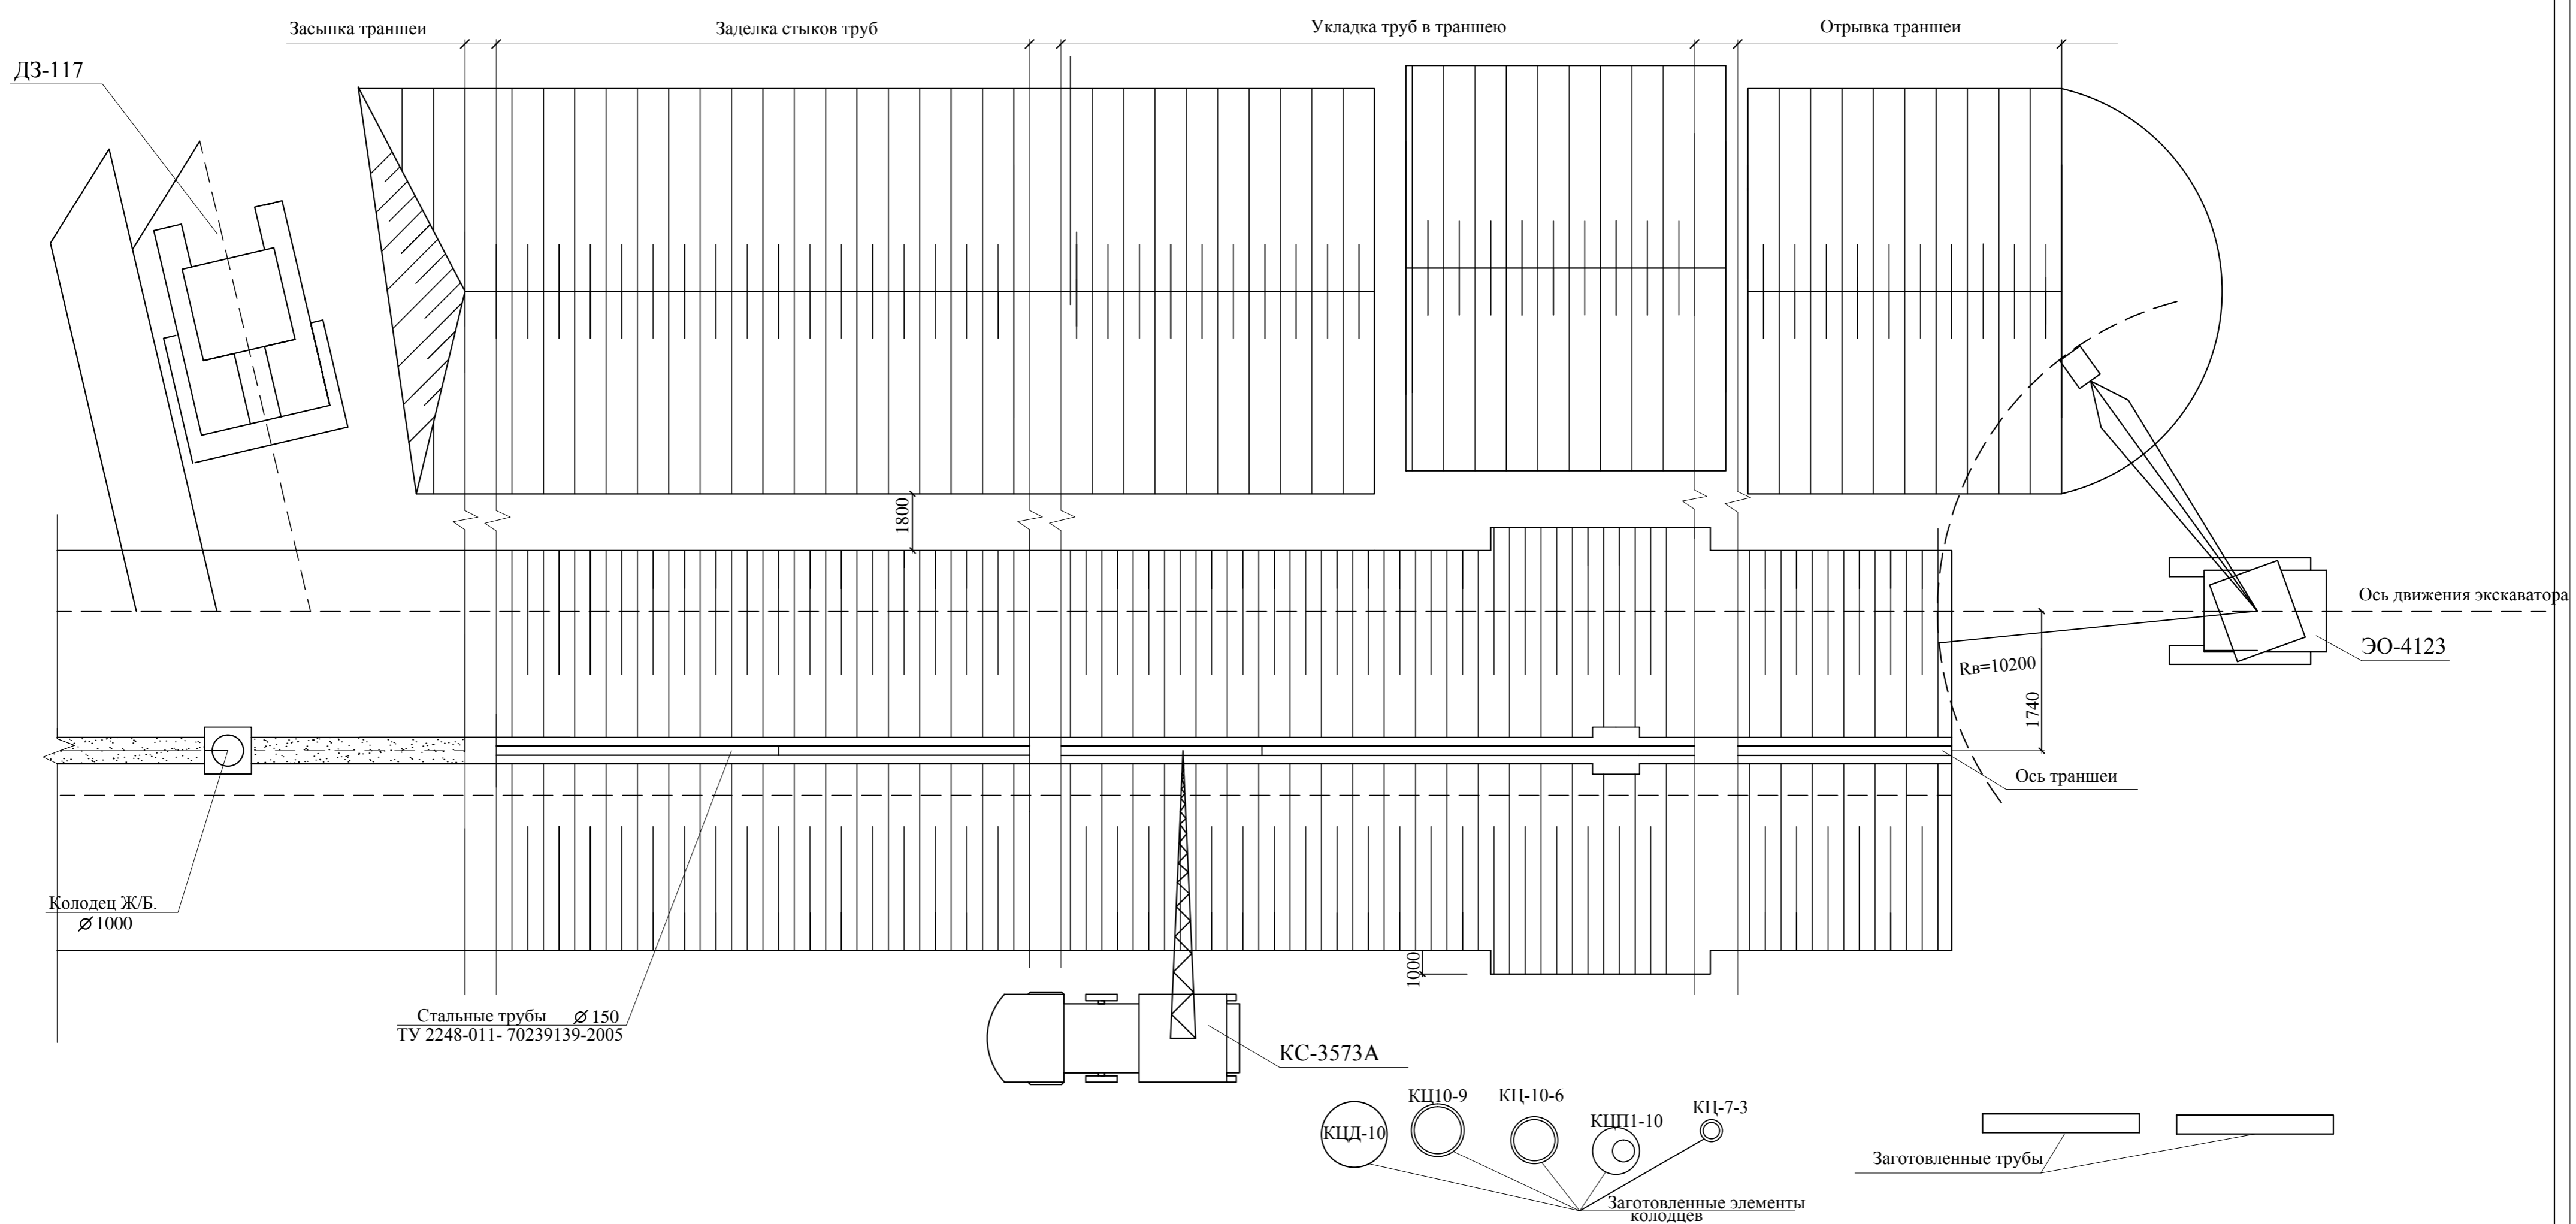 Засыпка траншеи
Заделка стыков труб
Укладка труб в траншею
Отрывка траншеи
ДЗ-117
1800
Ось движения экскаватора
ЭО-4123
Rв=10200
1740
Ось траншеи
Колодец Ж/Б.
⌀ 1000
1000
Стальные трубы ⌀ 150
ТУ 2248-011- 70239139-2005
КС-3573А
КЦД-10
КЦ10-9
КЦ-10-6
КЦП1-10
КЦ-7-3
Заготовленные трубы
Заготовленные элементы
колодцев